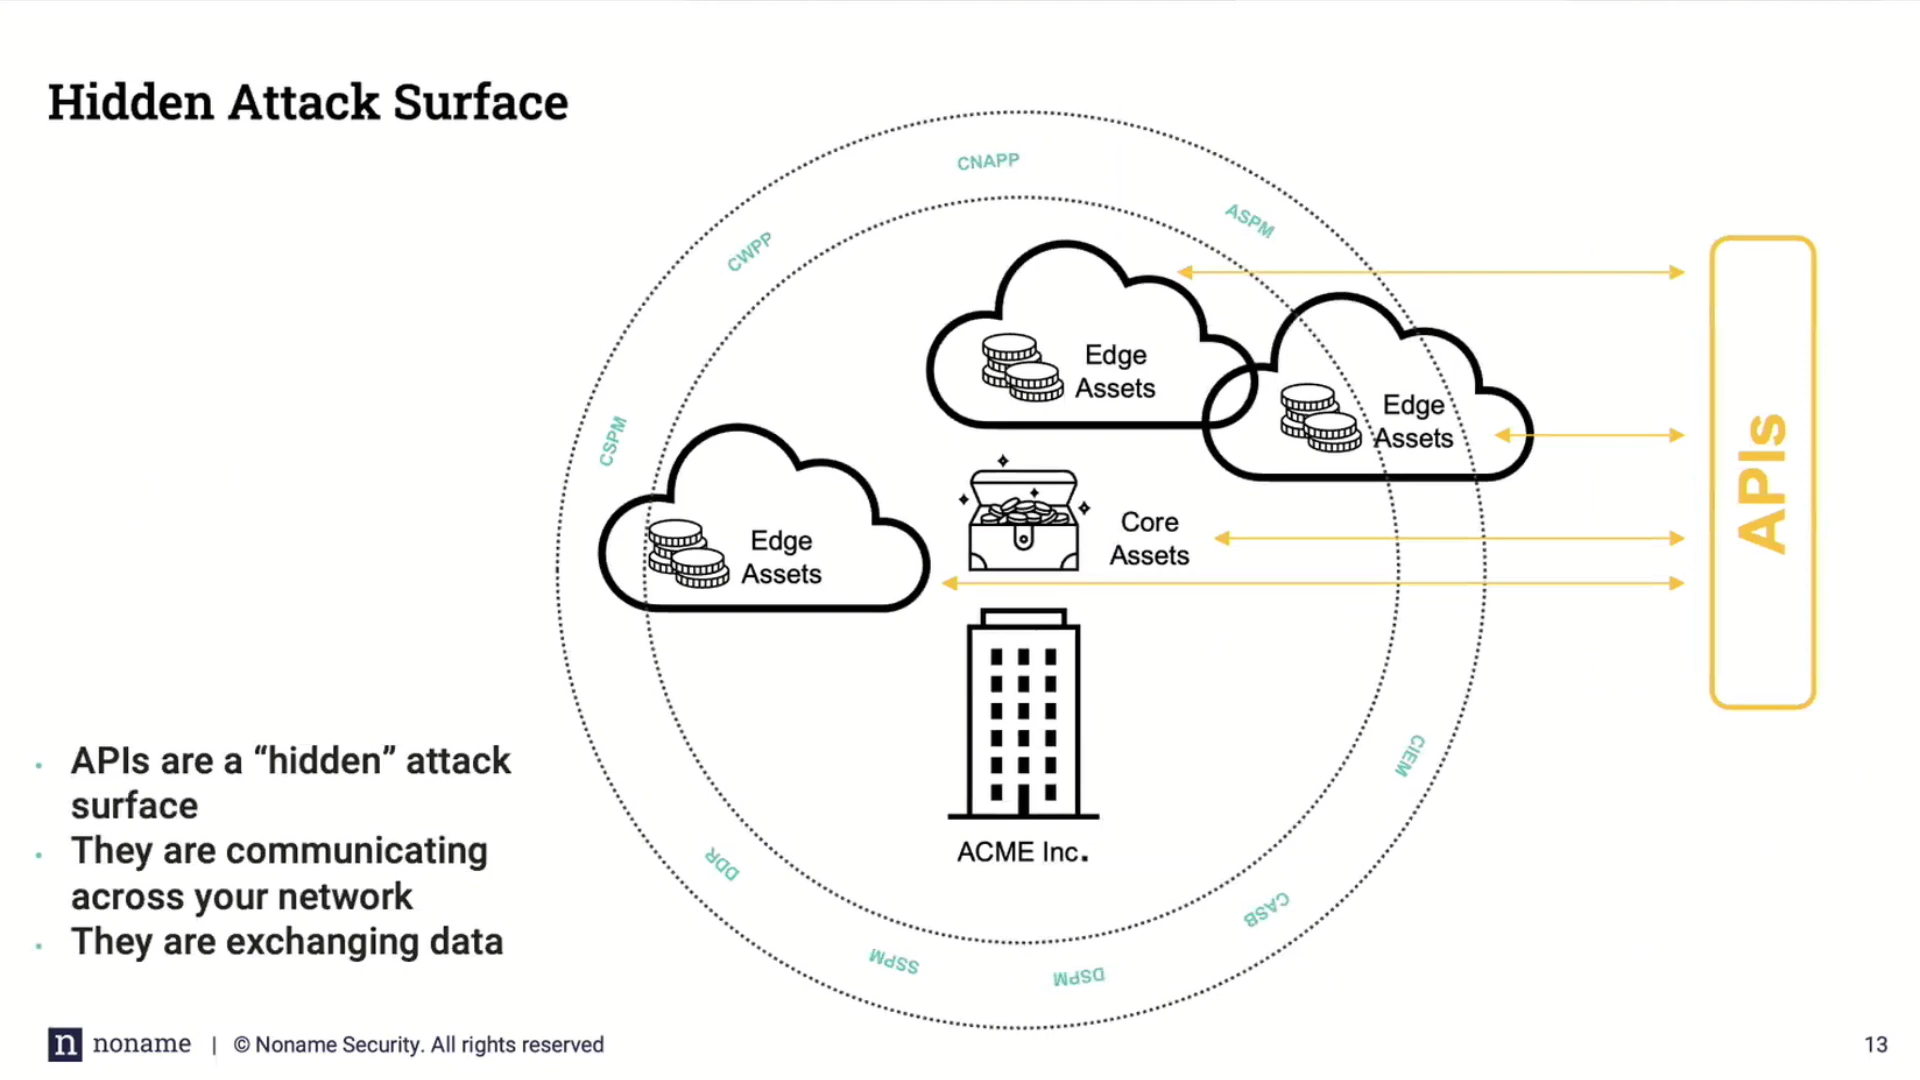 Hidden Attack Surface
CNAPP
ASPM
CWPP
CSPM
Edge
Assets
Edge
Assets
Edge
Assets
Core
Assets
APIs
ACME Inc.
CIEM
CASB
DSPM
SSPM
DDR
· APIs are a “hidden” attack
surface
· They are communicating
across your network
· They are exchanging data
n noname | © Noname Security. All rights reserved
13